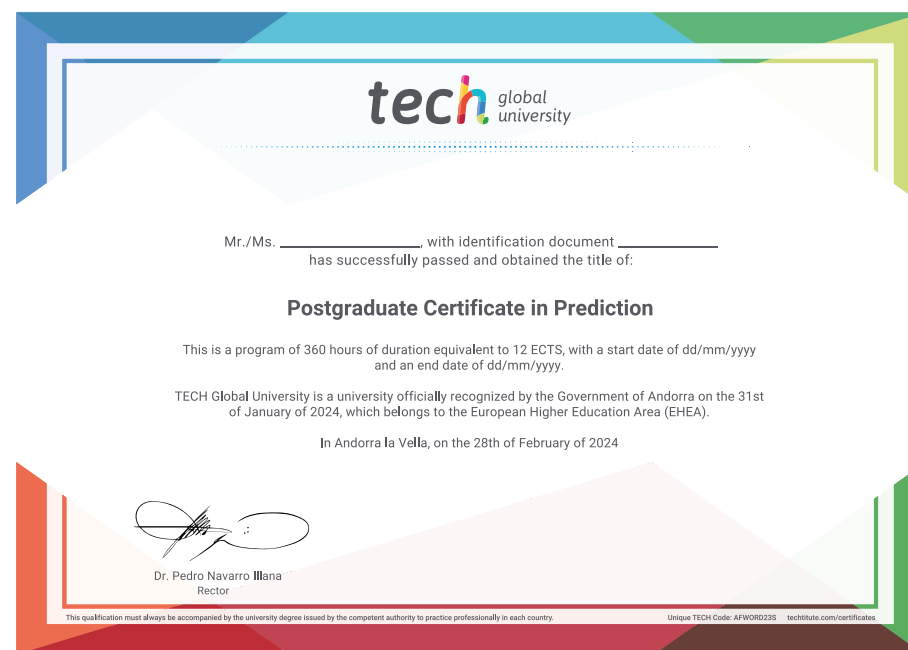 tech global university
Mr./Ms. ____________________, with identification document ______________
has successfully passed and obtained the title of:
Postgraduate Certificate in Prediction
This is a program of 360 hours of duration equivalent to 12 ECTS, with a start date of dd/mm/yyyy
and an end date of dd/mm/yyyy.
TECH Global University is a university officially recognized by the Government of Andorra on the 31st
of January of 2024, which belongs to the European Higher Education Area (EHEA).
In Andorra la Vella, on the 28th of February of 2024
Dr. Pedro Navarro Illana
Rector
This qualification must always be accompanied by the university degree issued by the competent authority to practice professionally in each country.
Unique TECH Code: AFWORD23S techtitute.com/certificates